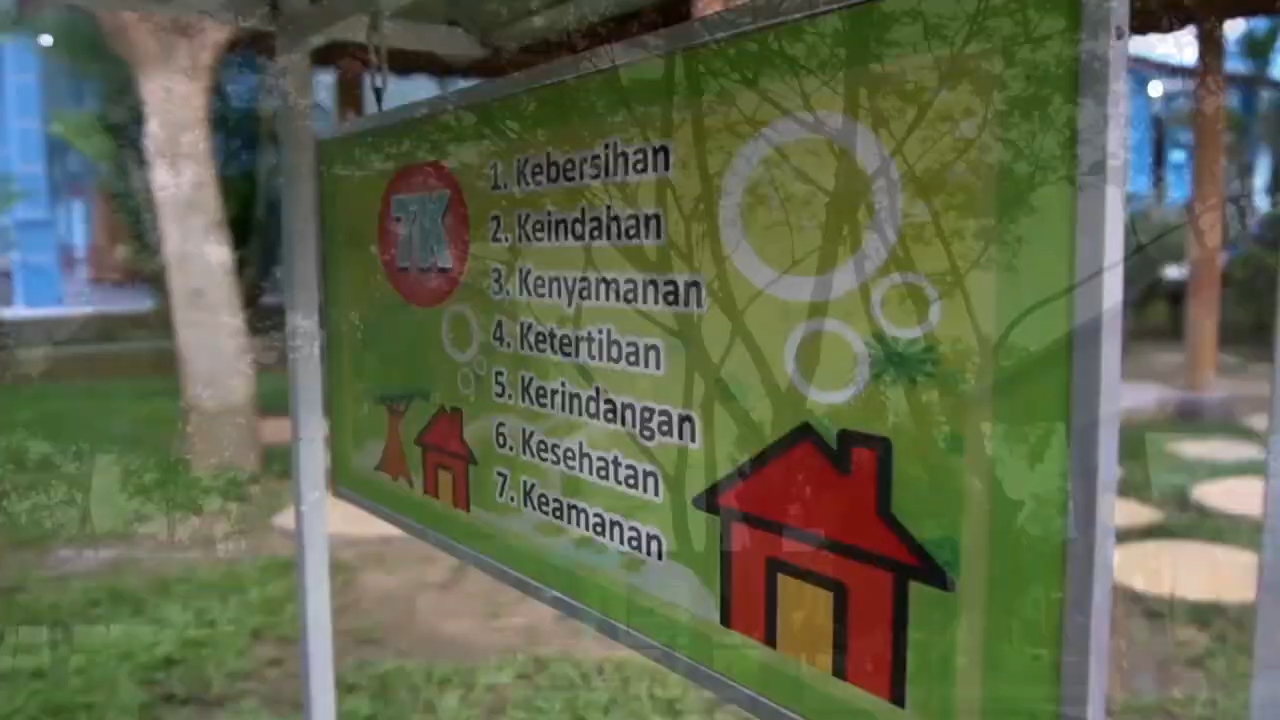 7K
1. Kebersihan
2. Keindahan
3. Kenyamanan
4. Ketertiban
5. Kerindangan
6. Kesehatan
7. Keamanan